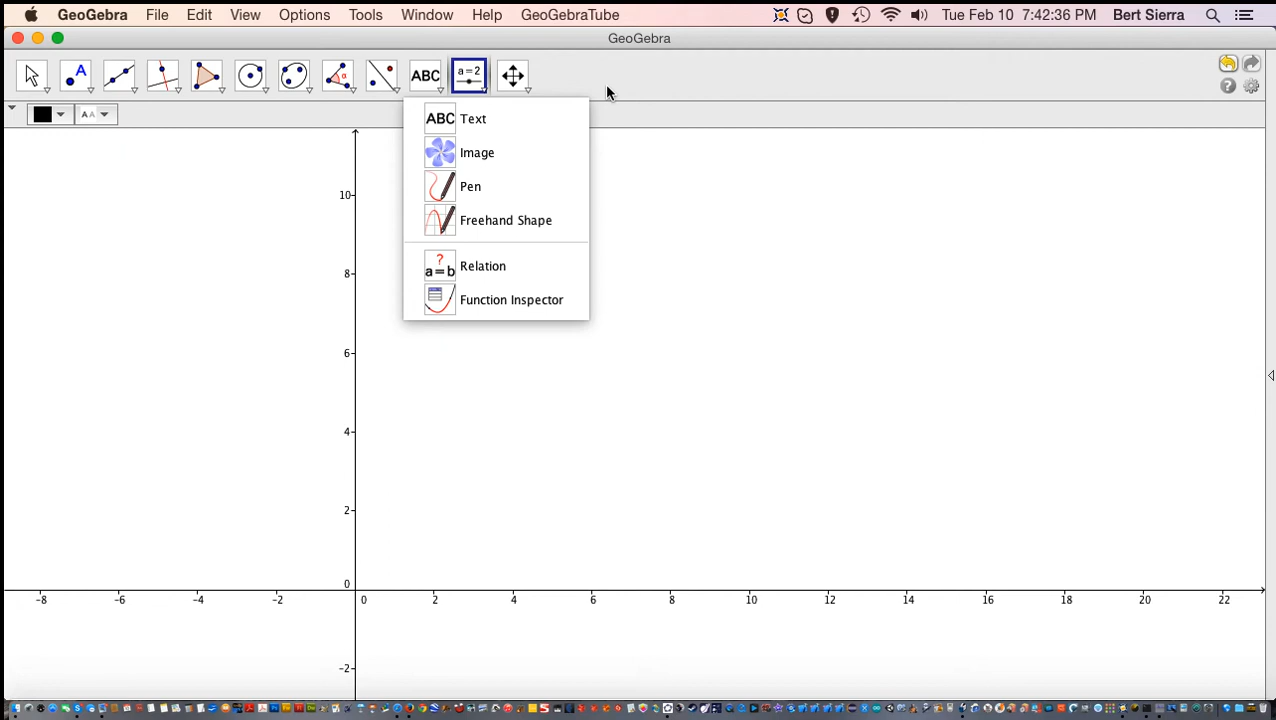 GeoGebra File Edit View Options Tools Window Help GeoGebraTube Tue Feb 10 7:42:36 PM Bert Sierra
GeoGebra
A α ABC a=2
AA
ABC Text
Image
Pen
Freehand Shape
? a=b Relation
Function Inspector
10
8
6
4
2
0
-8 -6 -4 -2 0 2 4 6 8 10 12 14 16 18 20 22
-2